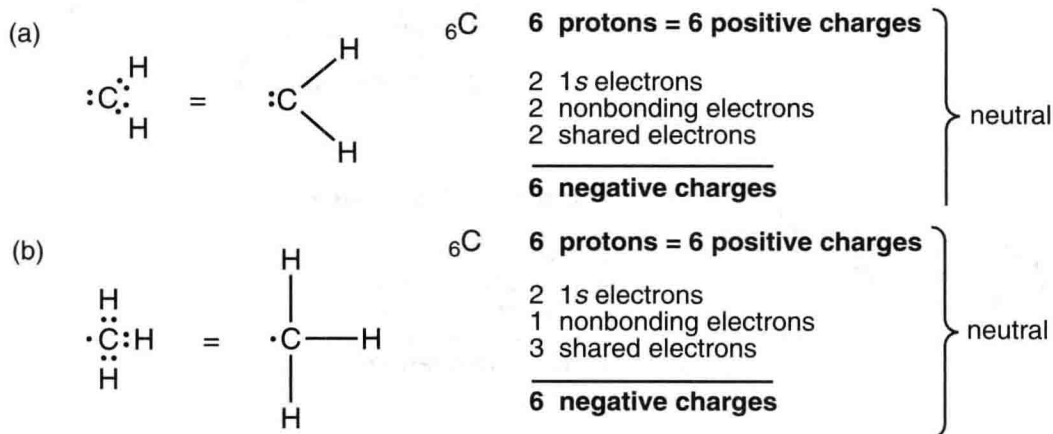 (a)
H
:C:
H
=
H
:C
H
₆C 6 protons = 6 positive charges
2 1s electrons
2 nonbonding electrons
2 shared electrons
6 negative charges
neutral
(b)
H
·C:H
H
=
H
·C—H
H
₆C 6 protons = 6 positive charges
2 1s electrons
1 nonbonding electrons
3 shared electrons
6 negative charges
neutral